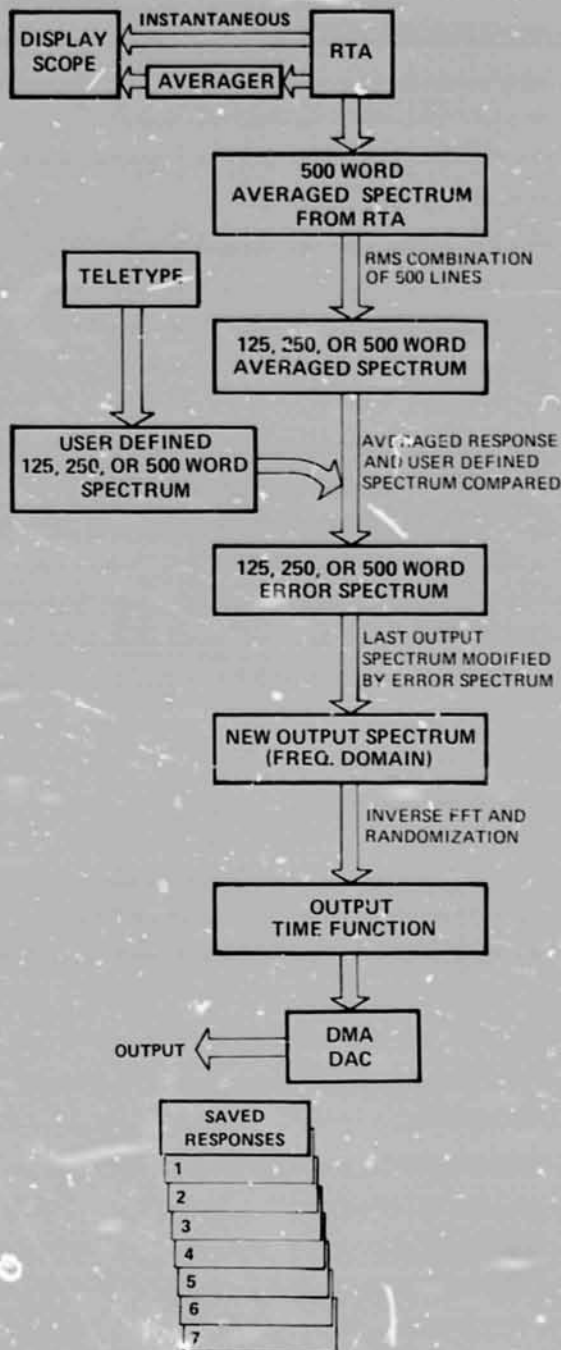 INSTANTANEOUS
DISPLAY
SCOPE
RTA
AVERAGER
500 WORD
AVERAGED SPECTRUM
FROM RTA
RMS COMBINATION
OF 500 LINES
TELETYPE
125, 250, OR 500 WORD
AVERAGED SPECTRUM
USER DEFINED
125, 250, OR 500 WORD
SPECTRUM
AVERAGED RESPONSE
AND USER DEFINED
SPECTRUM COMPARED
125, 250, OR 500 WORD
ERROR SPECTRUM
LAST OUTPUT
SPECTRUM MODIFIED
BY ERROR SPECTRUM
NEW OUTPUT SPECTRUM
(FREQ. DOMAIN)
INVERSE FFT AND
RANDOMIZATION
OUTPUT
TIME FUNCTION
OUTPUT
DMA
DAC
SAVED
RESPONSES
1
2
3
4
5
6
7